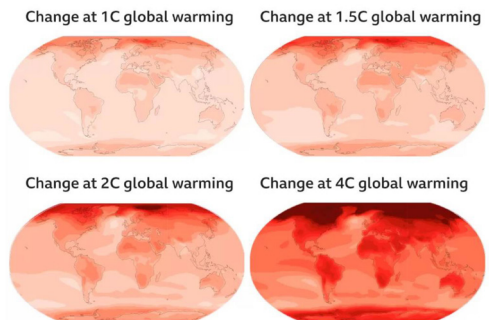 Change at 1C global warming
Change at 1.5C global warming
Change at 2C global warming
Change at 4C global warming